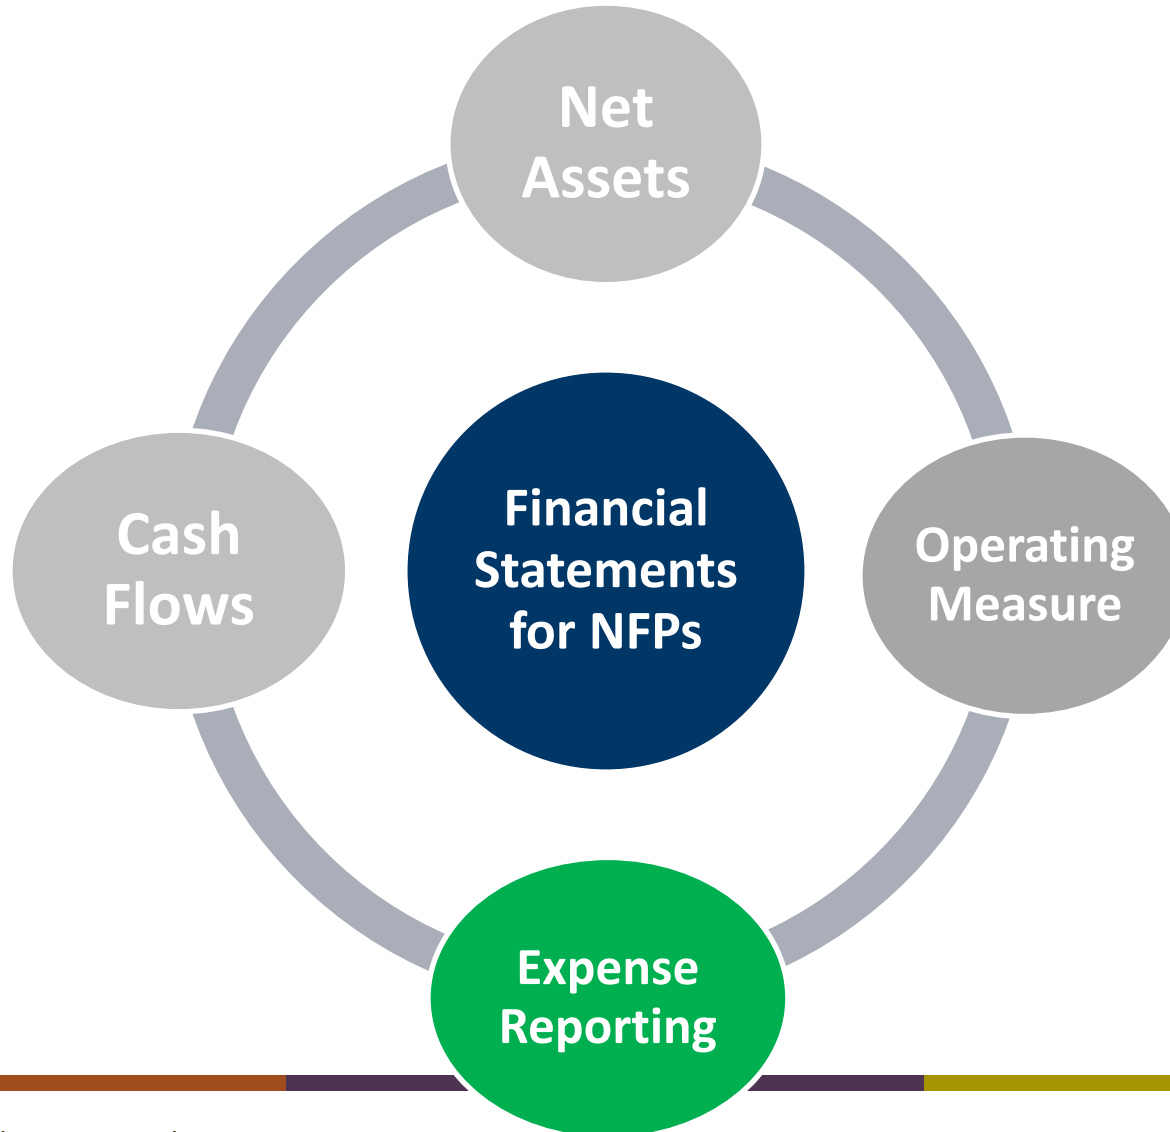 Net
Assets
Cash
Flows
Financial
Statements
for NFPs
Operating
Measure
Expense
Reporting